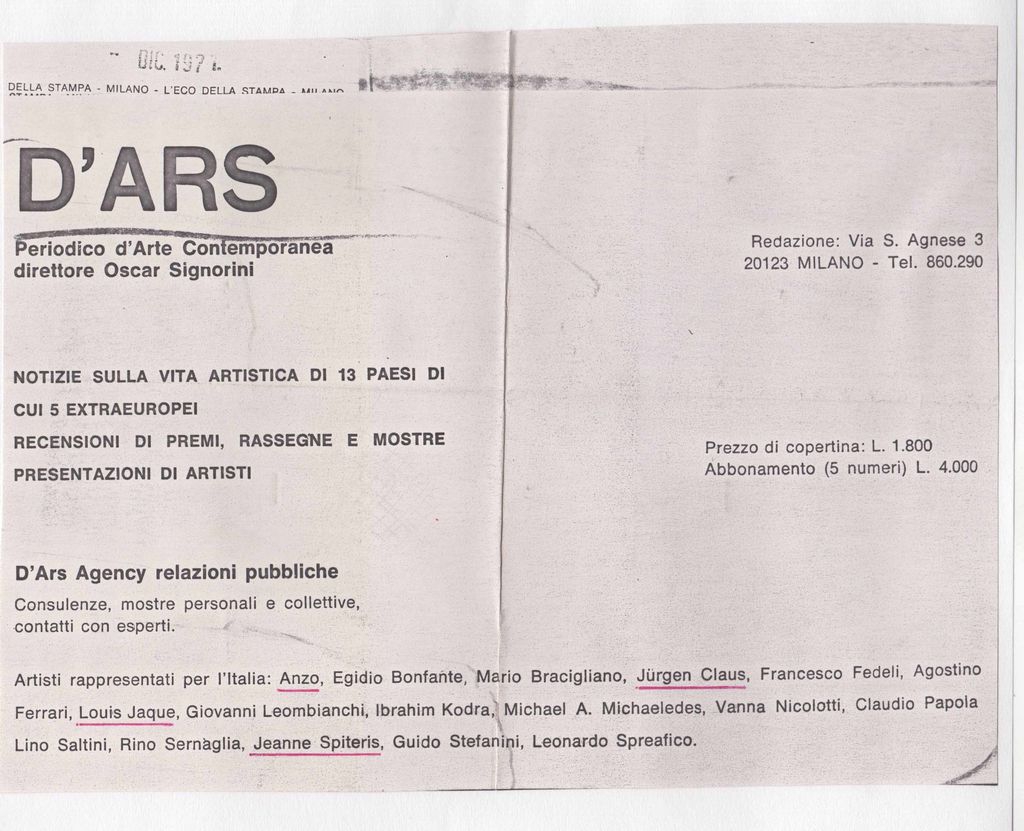 DIC. 197
DELLA STAMPA - MILANO - L'ECO DELLA STAMPA - MILANO
D'ARS
Periodico d'Arte Contemporanea
direttore Oscar Signorini
Redazione: Via S. Agnese 3
20123 MILANO - Tel. 860.290
NOTIZIE SULLA VITA ARTISTICA DI 13 PAESI DI
CUI 5 EXTRAEUROPEI
RECENSIONI DI PREMI, RASSEGNE E MOSTRE
PRESENTAZIONI DI ARTISTI
Prezzo di copertina: L. 1.800
Abbonamento (5 numeri) L. 4.000
D'Ars Agency relazioni pubbliche
Consulenze, mostre personali e collettive,
contatti con esperti.
Artisti rappresentati per l'Italia: Anzo, Egidio Bonfante, Mario Bracigliano, Jürgen Claus, Francesco Fedeli, Agostino
Ferrari, Louis Jaque, Giovanni Leombianchi, Ibrahim Kodra, Michael A. Michaeledes, Vanna Nicolotti, Claudio Papola
Lino Saltini, Rino Sernaglia, Jeanne Spiteris, Guido Stefanini, Leonardo Spreafico.